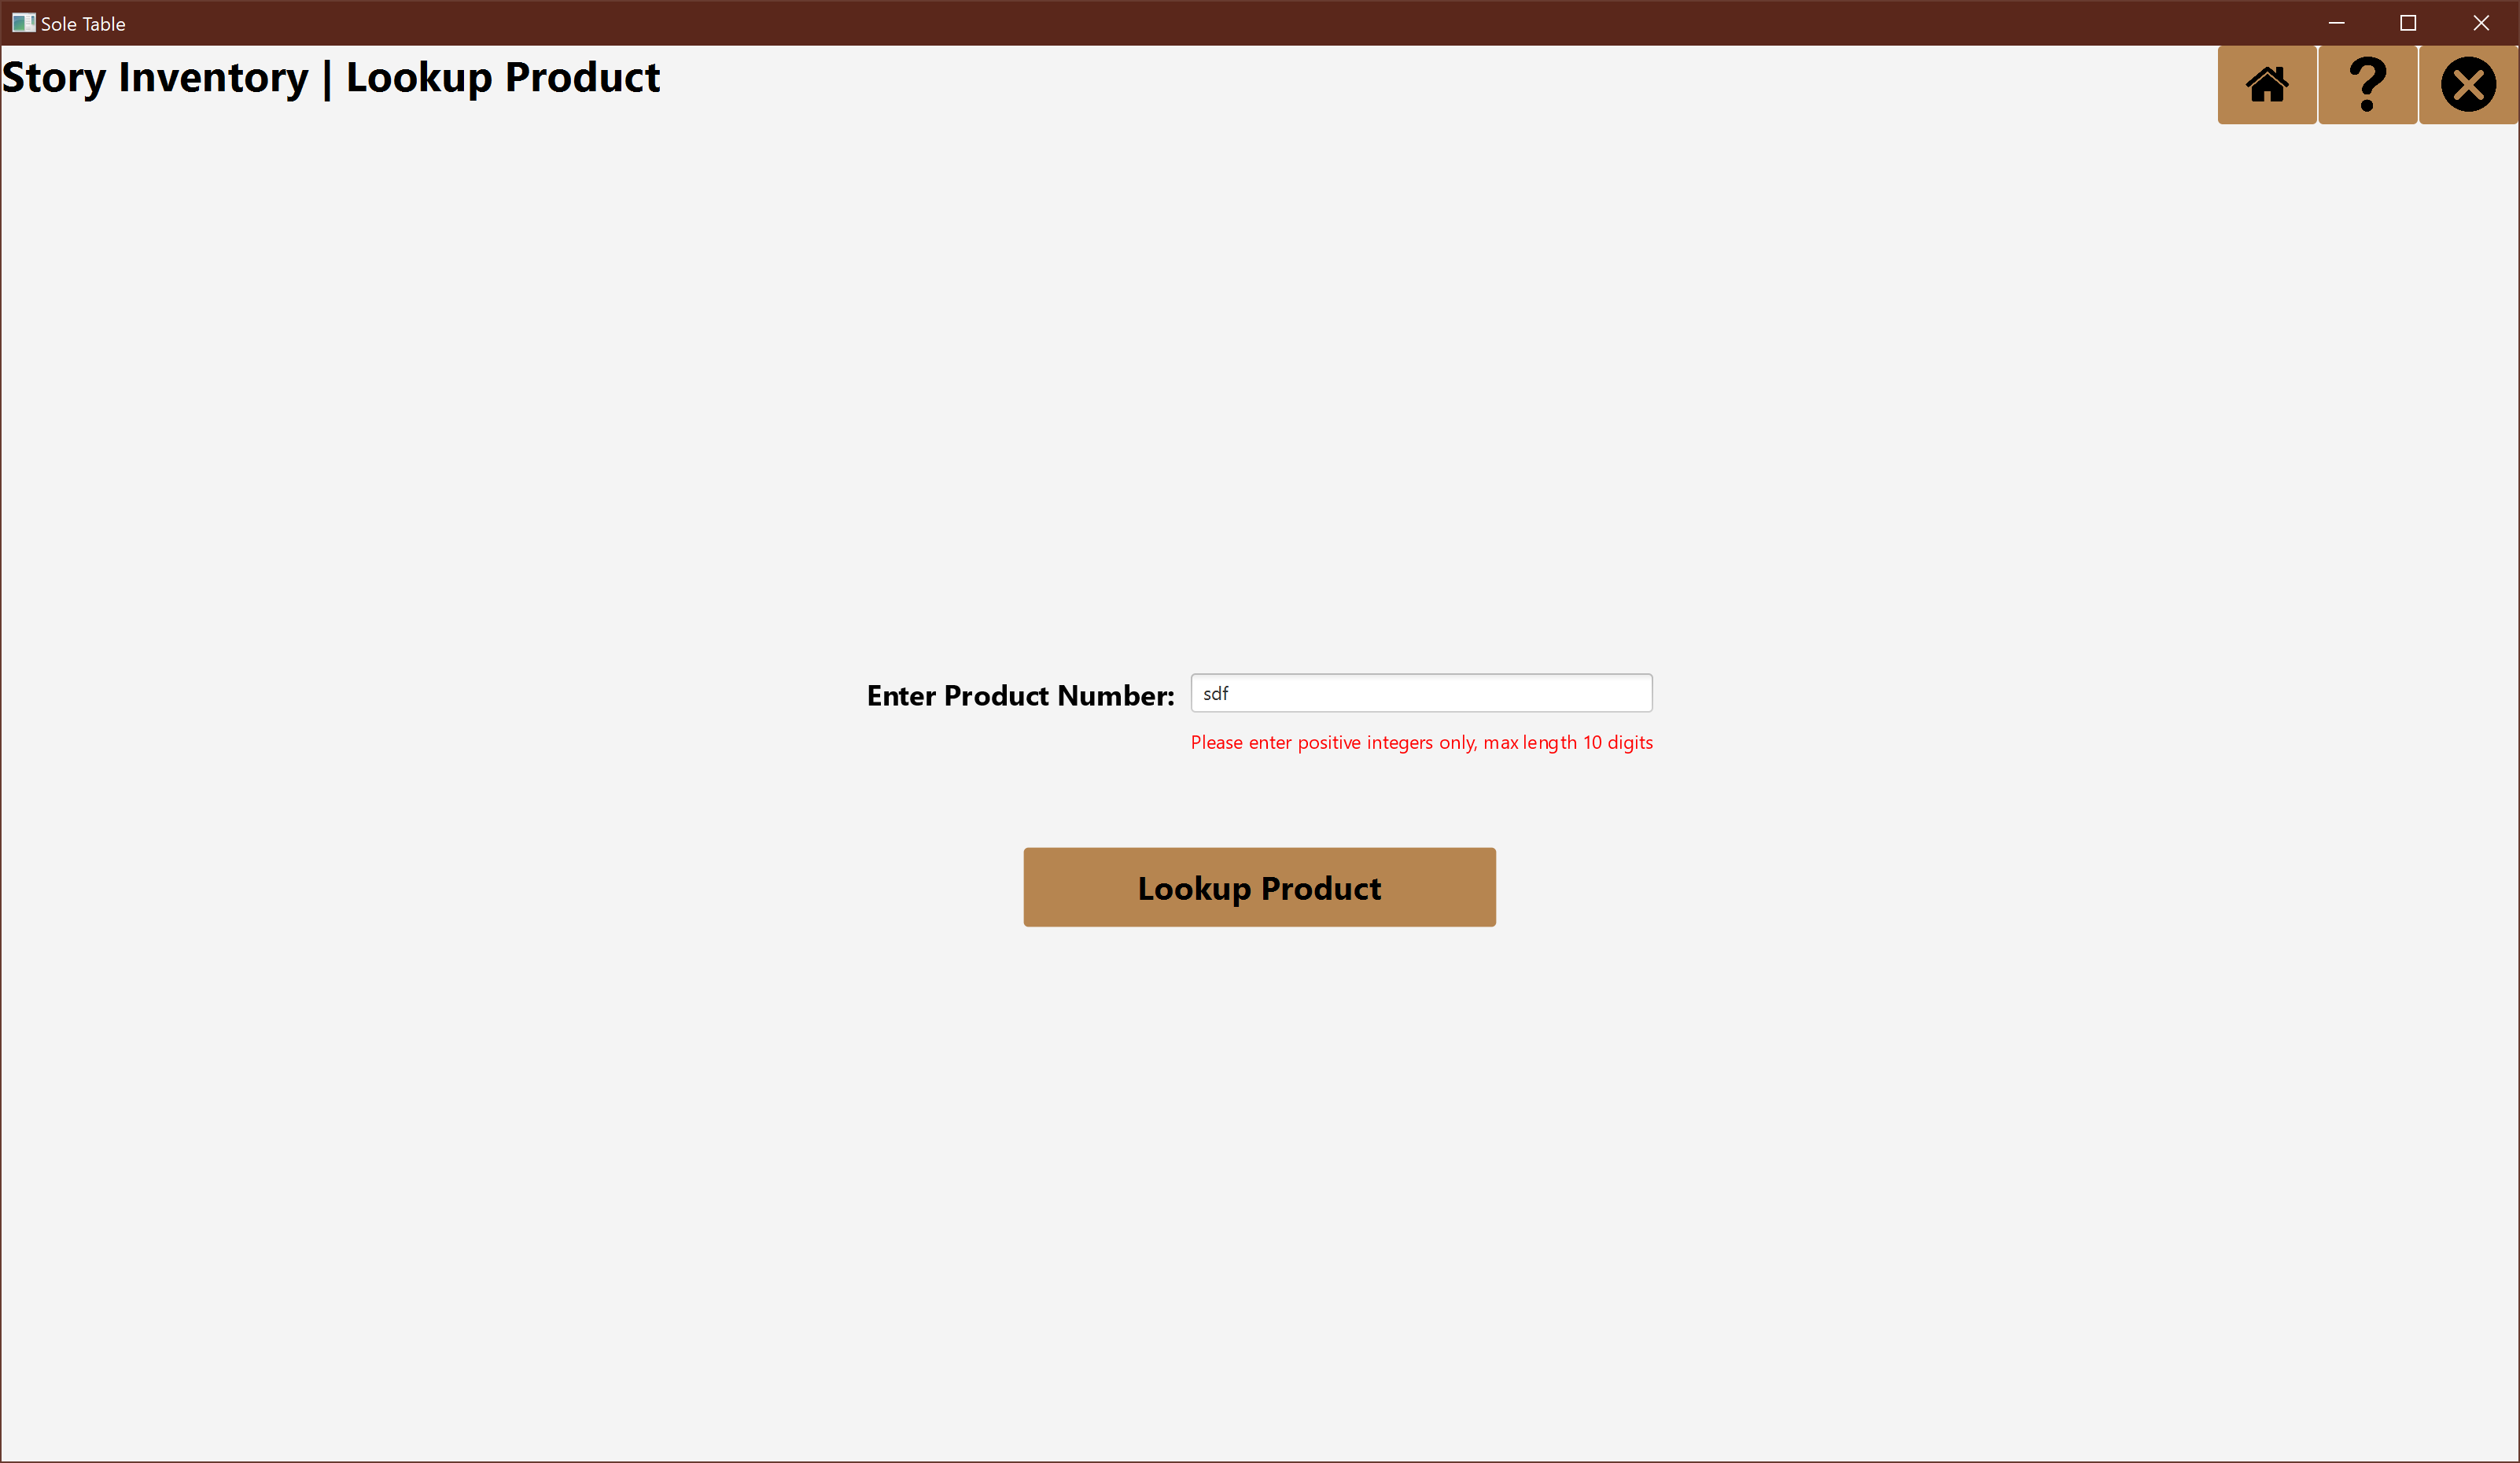 Sole Table
Story Inventory | Lookup Product
Enter Product Number:
sdf
Please enter positive integers only, max length 10 digits
Lookup Product